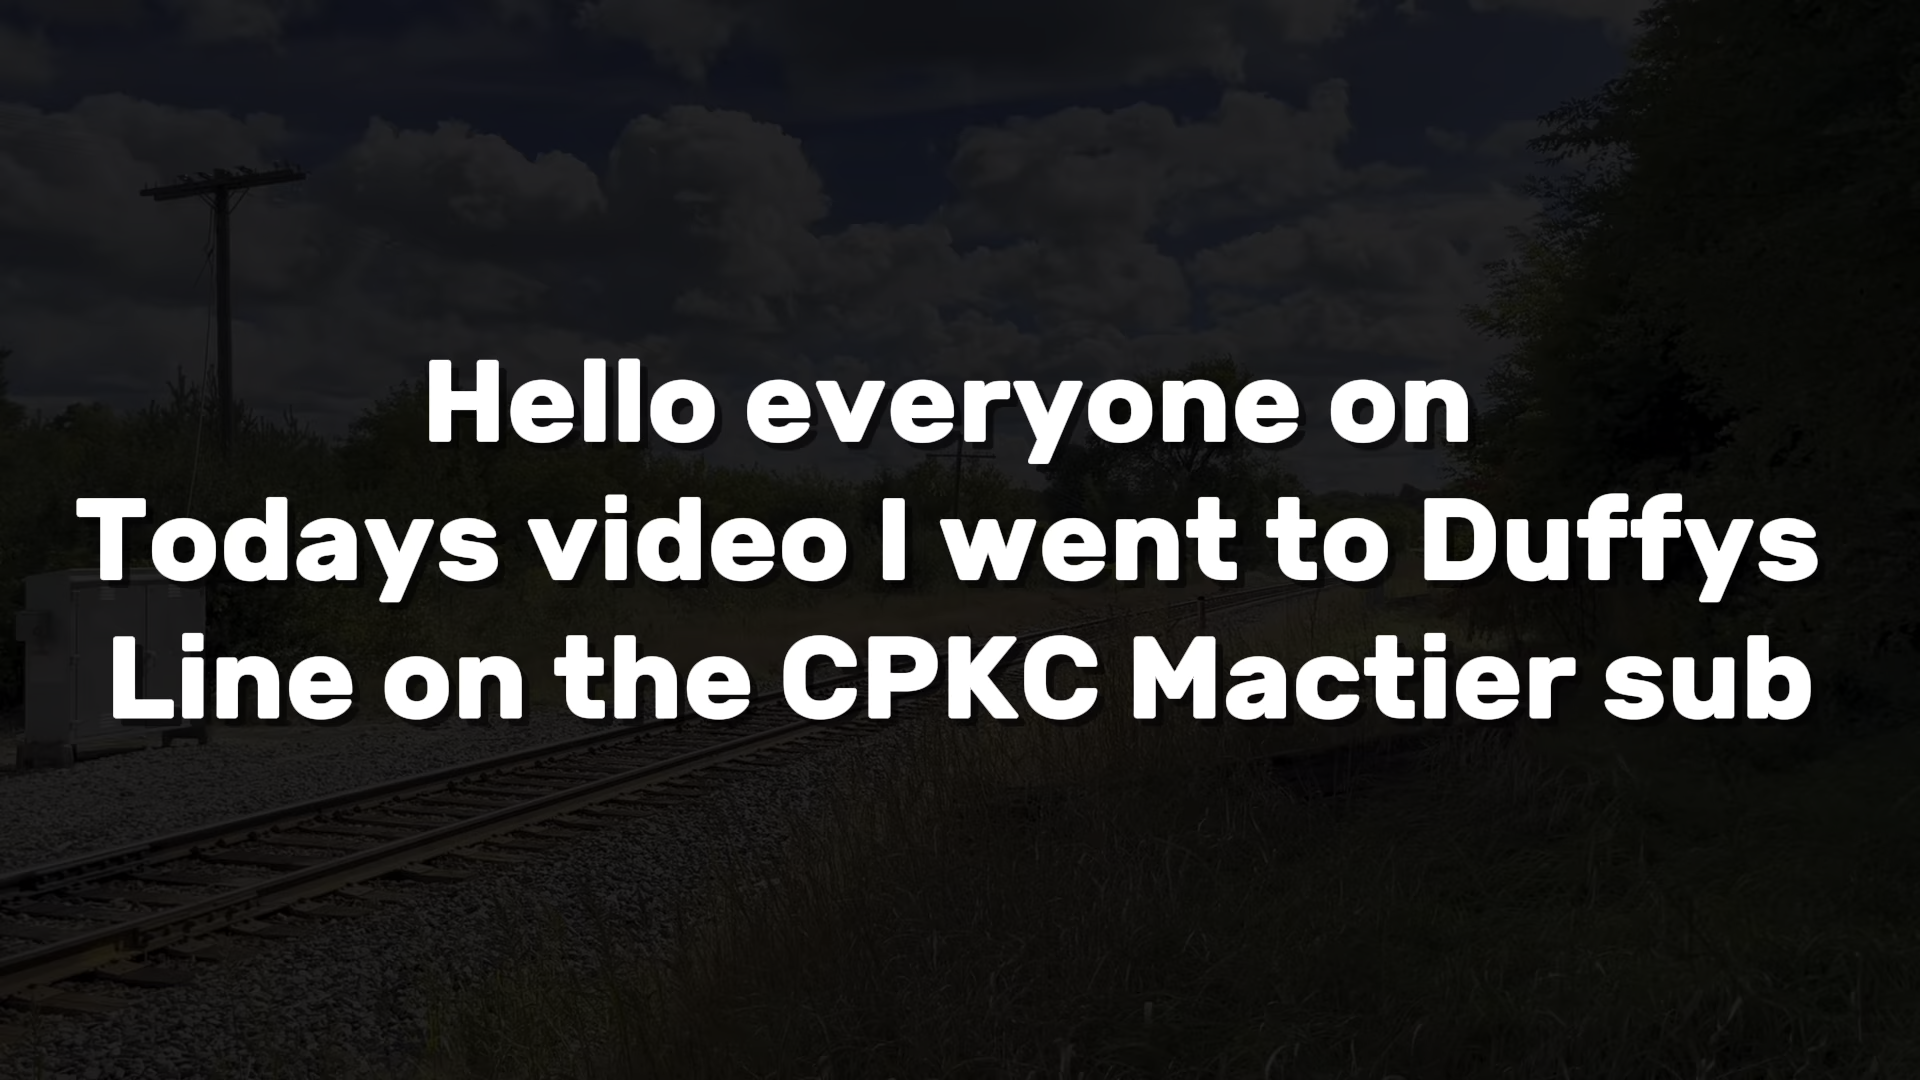 Hello everyone on
Todays video I went to Duffys
Line on the CPKC Mactier sub